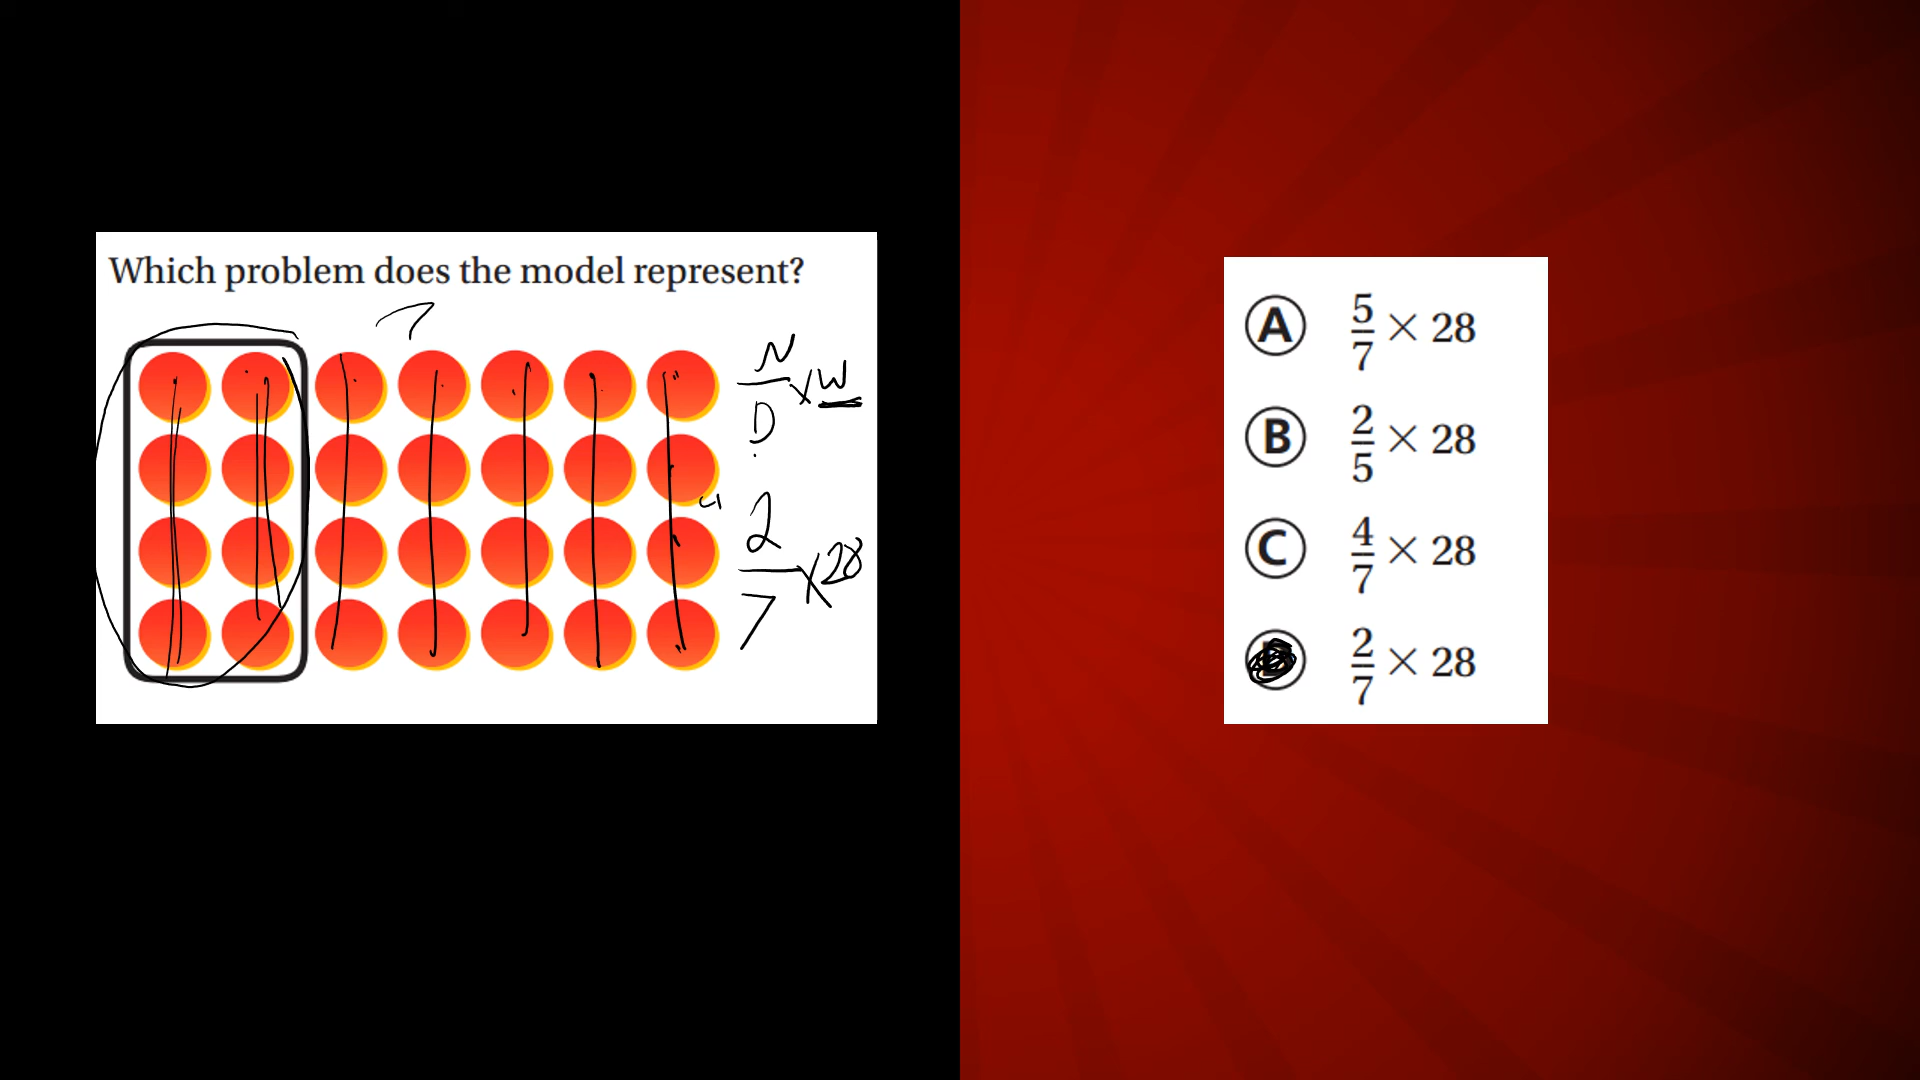 Which problem does the model represent?
7
N
× W
D
4
2
× 28
7
A 5/7 × 28
B 2/5 × 28
C 4/7 × 28
D 2/7 × 28